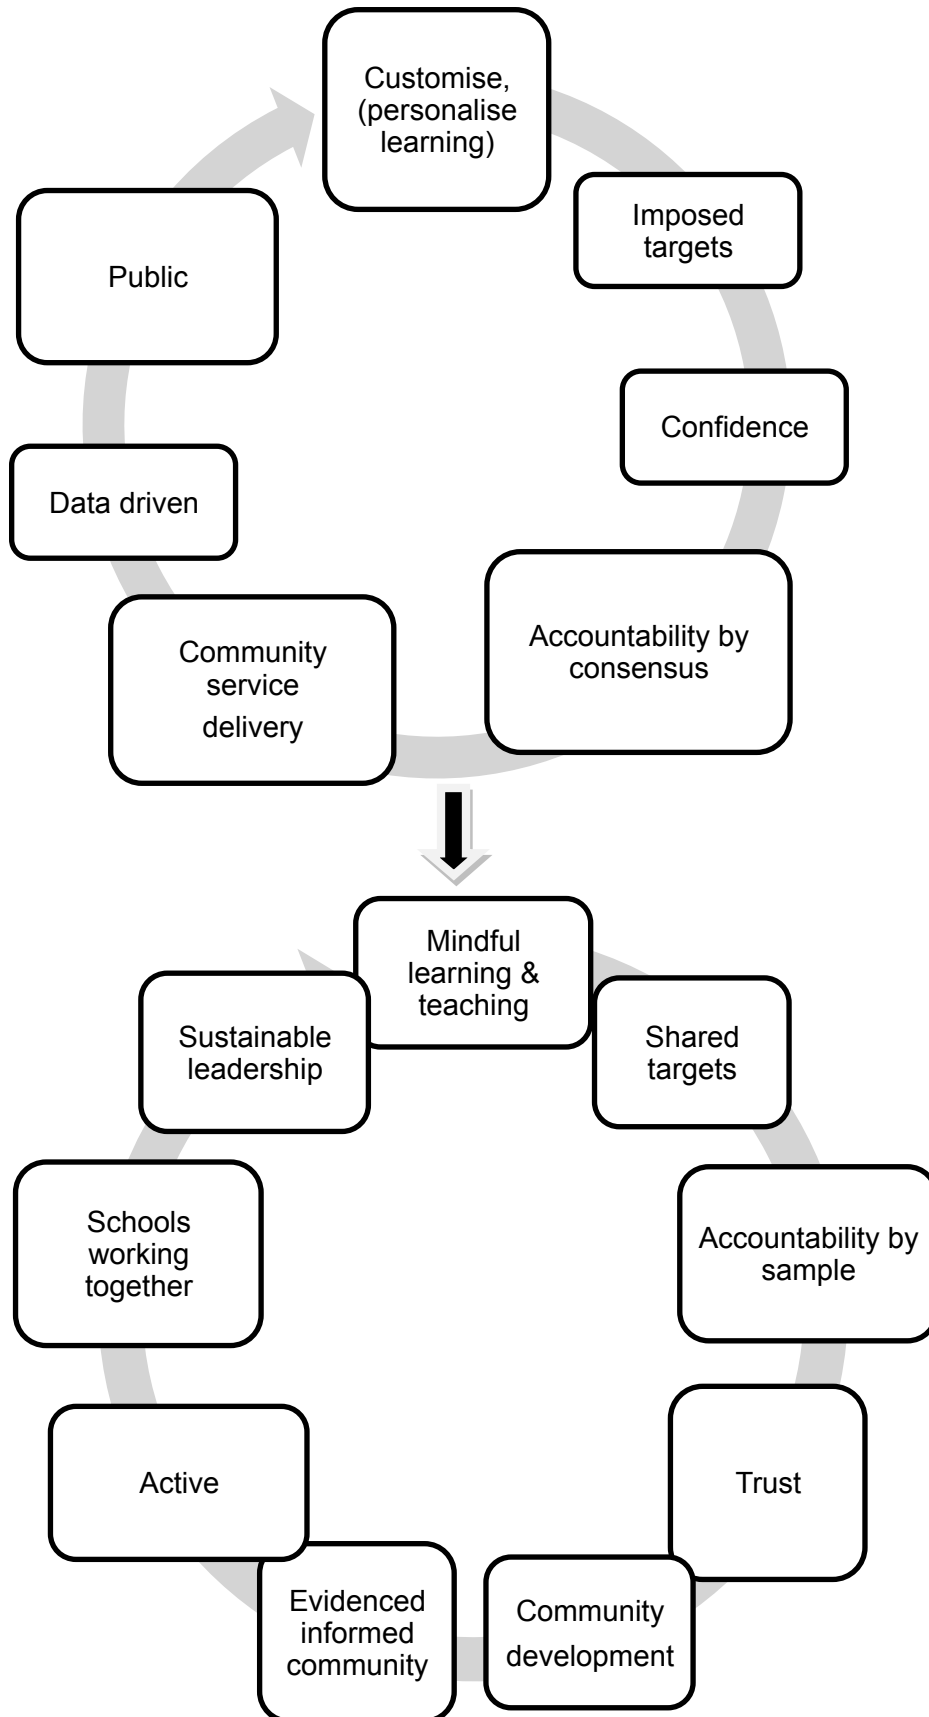 Customise,
(personalise
learning)
Imposed
targets
Public
Confidence
Data driven
Accountability by
consensus
Community
service
delivery
Mindful
learning &
teaching
Sustainable
leadership
Shared
targets
Schools
working
together
Accountability by
sample
Active
Trust
Evidenced
informed
community
Community
development